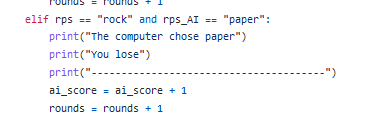 rounds = rounds + 1
elif rps == "rock" and rps_AI == "paper":
print("The computer chose paper")
print("You lose")
print("--------------------------------------")
ai_score = ai_score + 1
rounds = rounds + 1